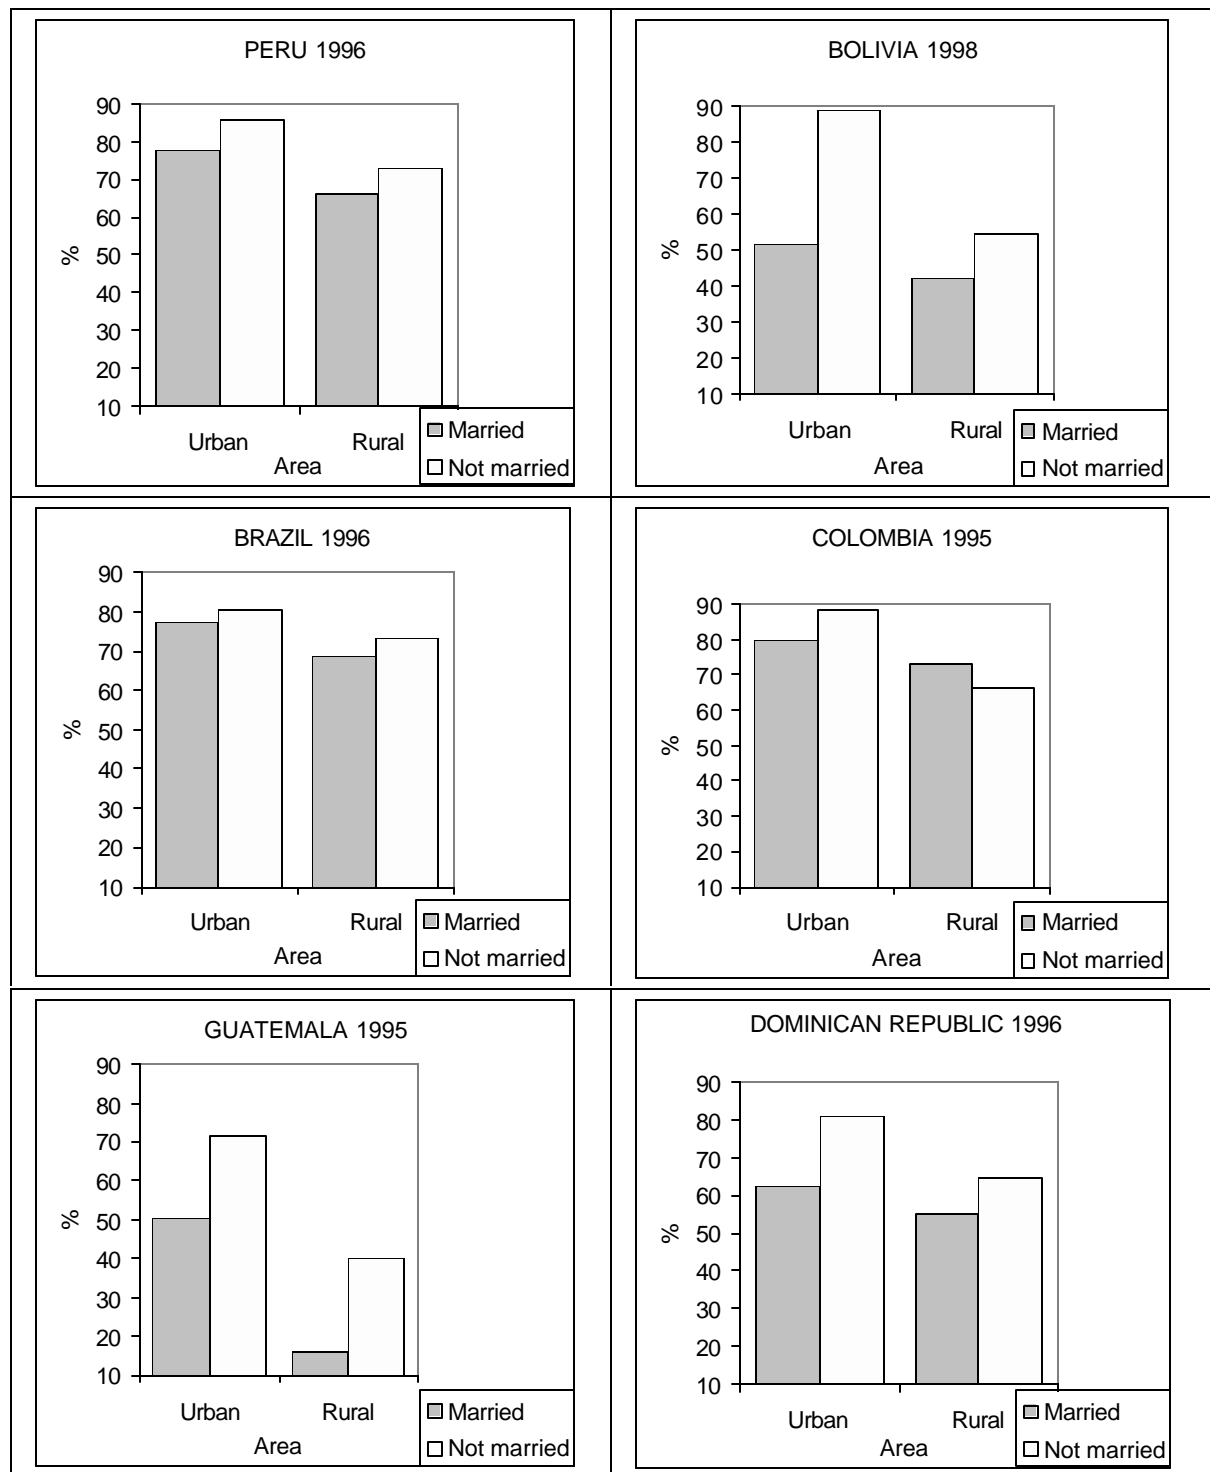 PERU 1996
90
80
70
60
50
40
30
20
10
%
Urban
Rural
Area
Married
Not married
BOLIVIA 1998
90
80
70
60
50
40
30
20
10
%
Urban
Rural
Area
Married
Not married
BRAZIL 1996
90
80
70
60
50
40
30
20
10
%
Urban
Rural
Area
Married
Not married
COLOMBIA 1995
90
80
70
60
50
40
30
20
10
%
Urban
Rural
Area
Married
Not married
GUATEMALA 1995
90
80
70
60
50
40
30
20
10
%
Urban
Rural
Area
Married
Not married
DOMINICAN REPUBLIC 1996
90
80
70
60
50
40
30
20
10
%
Urban
Rural
Area
Married
Not married